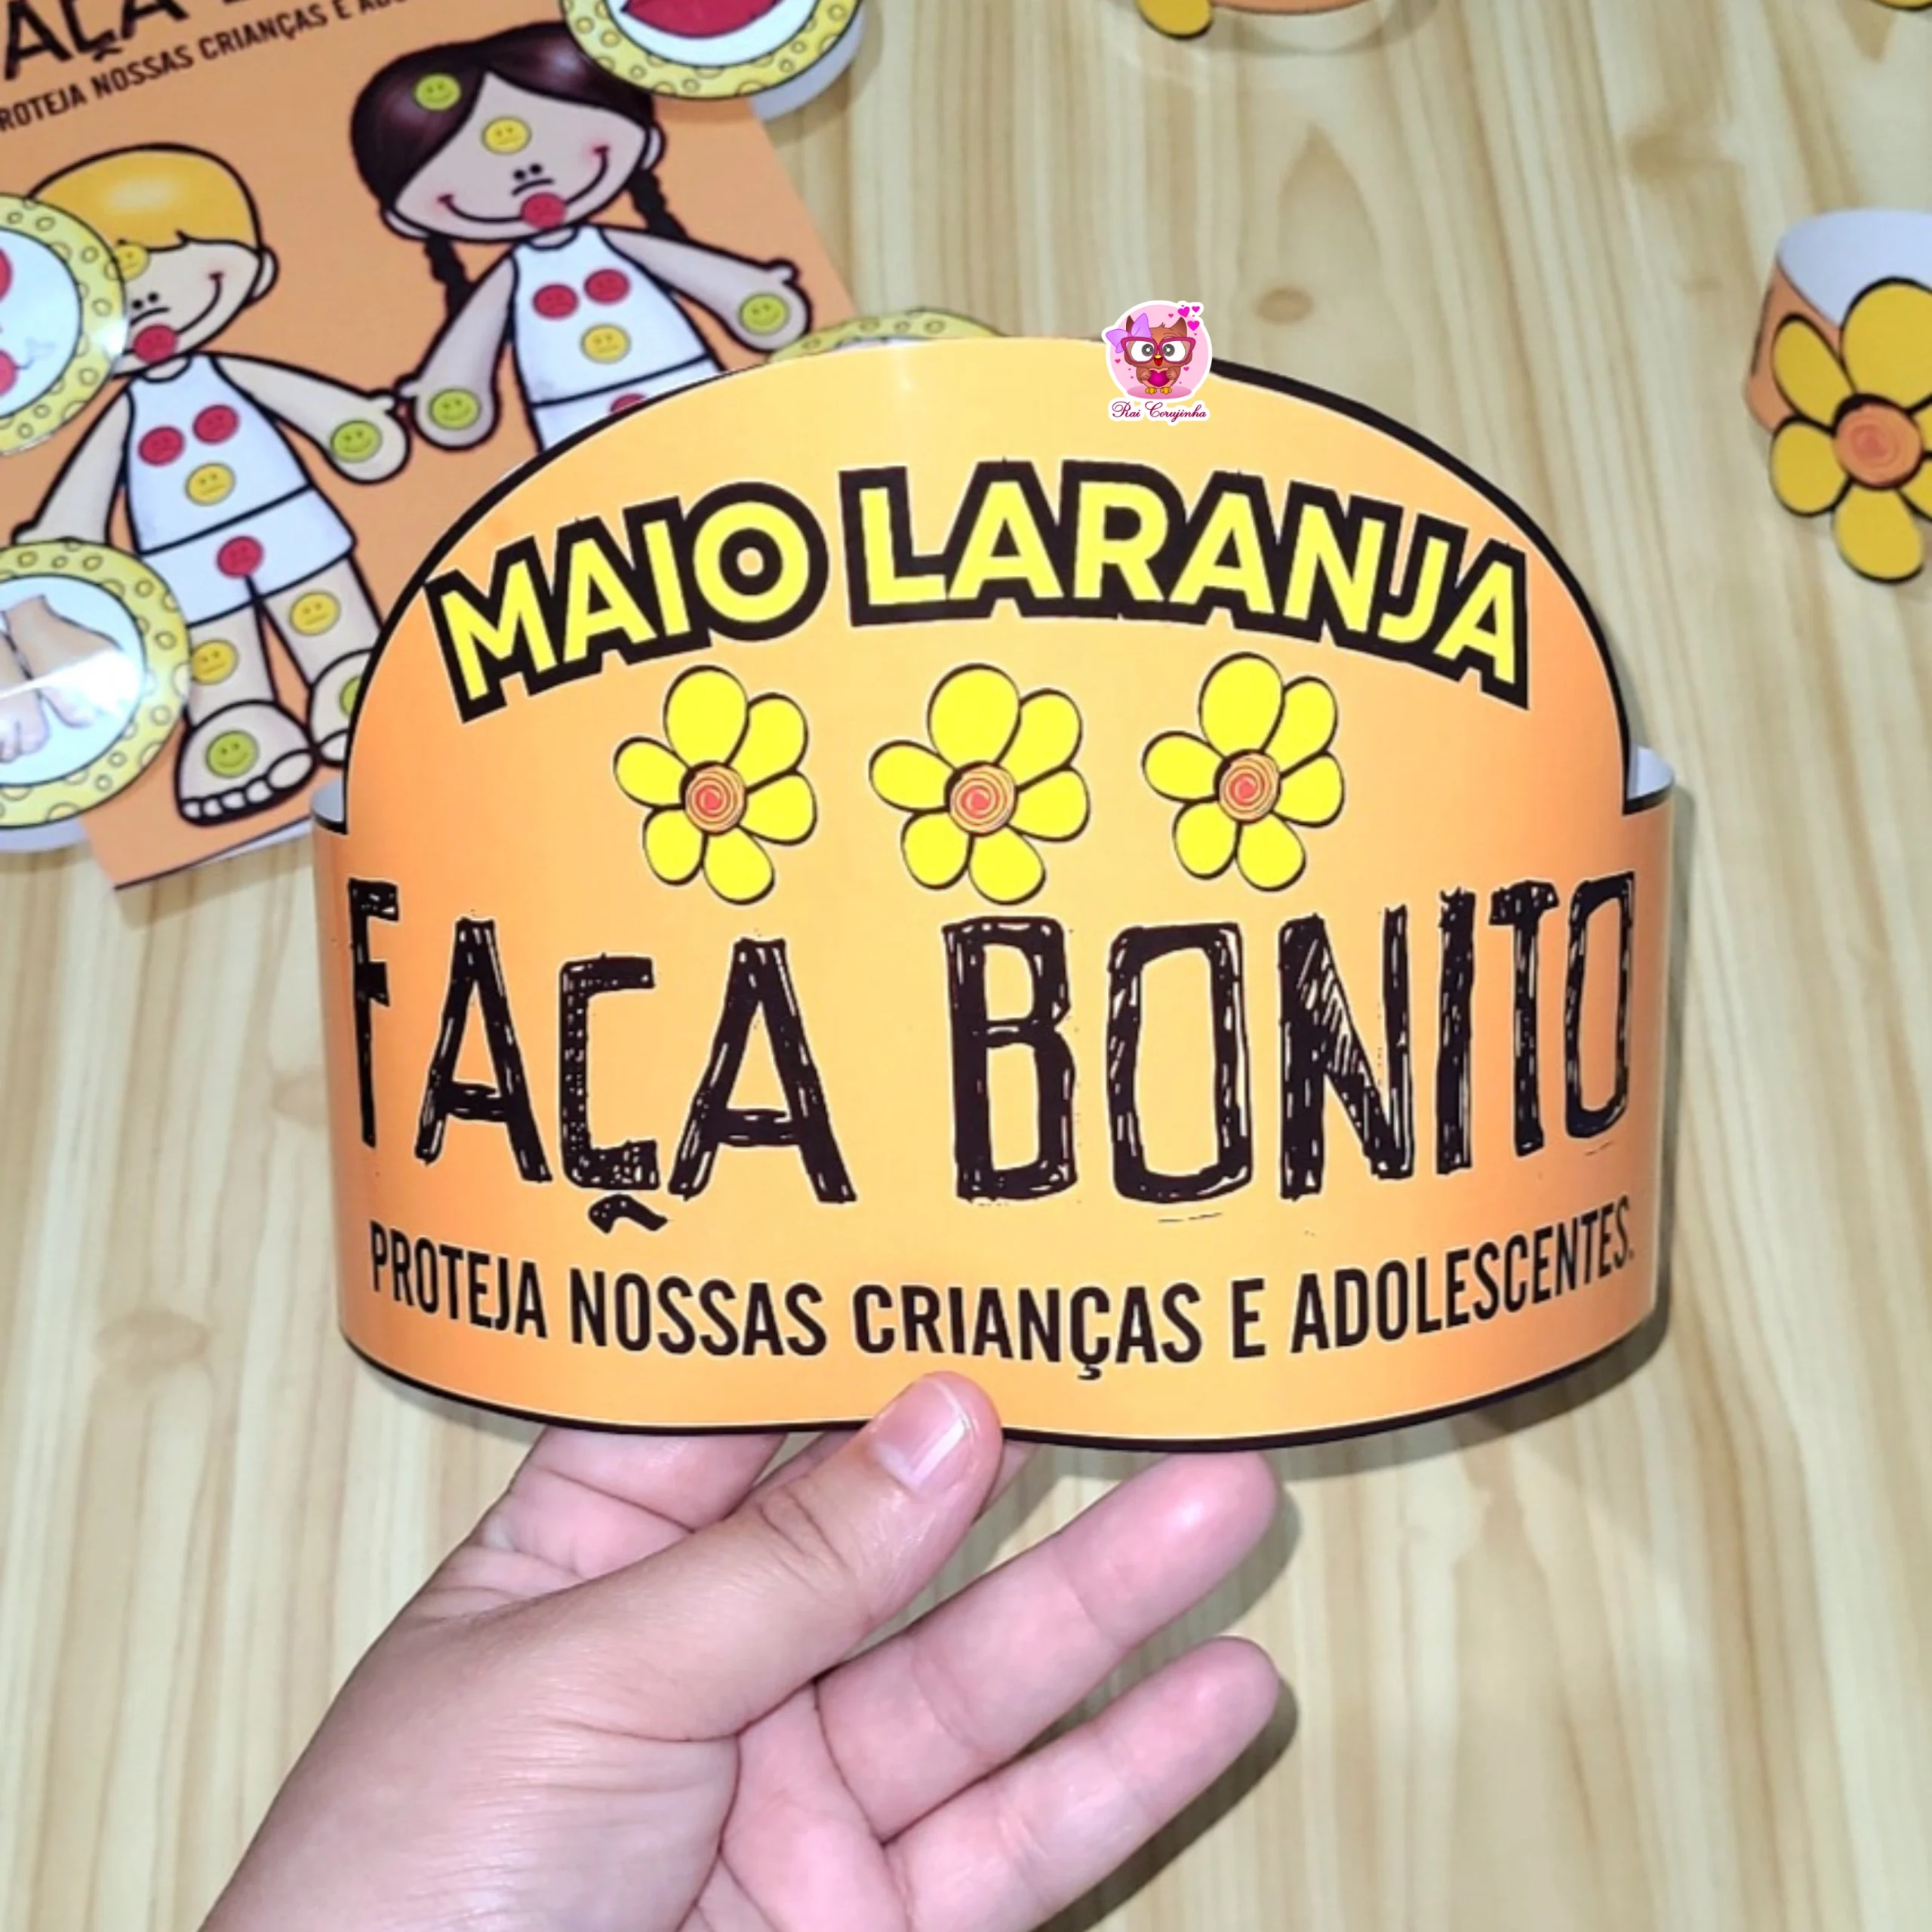 PROTEJA NOSSAS CRIANÇAS E
Rai Corujinha
MAIO LARANJA
FAÇA BONITO
PROTEJA NOSSAS CRIANÇAS E ADOLESCENTES.